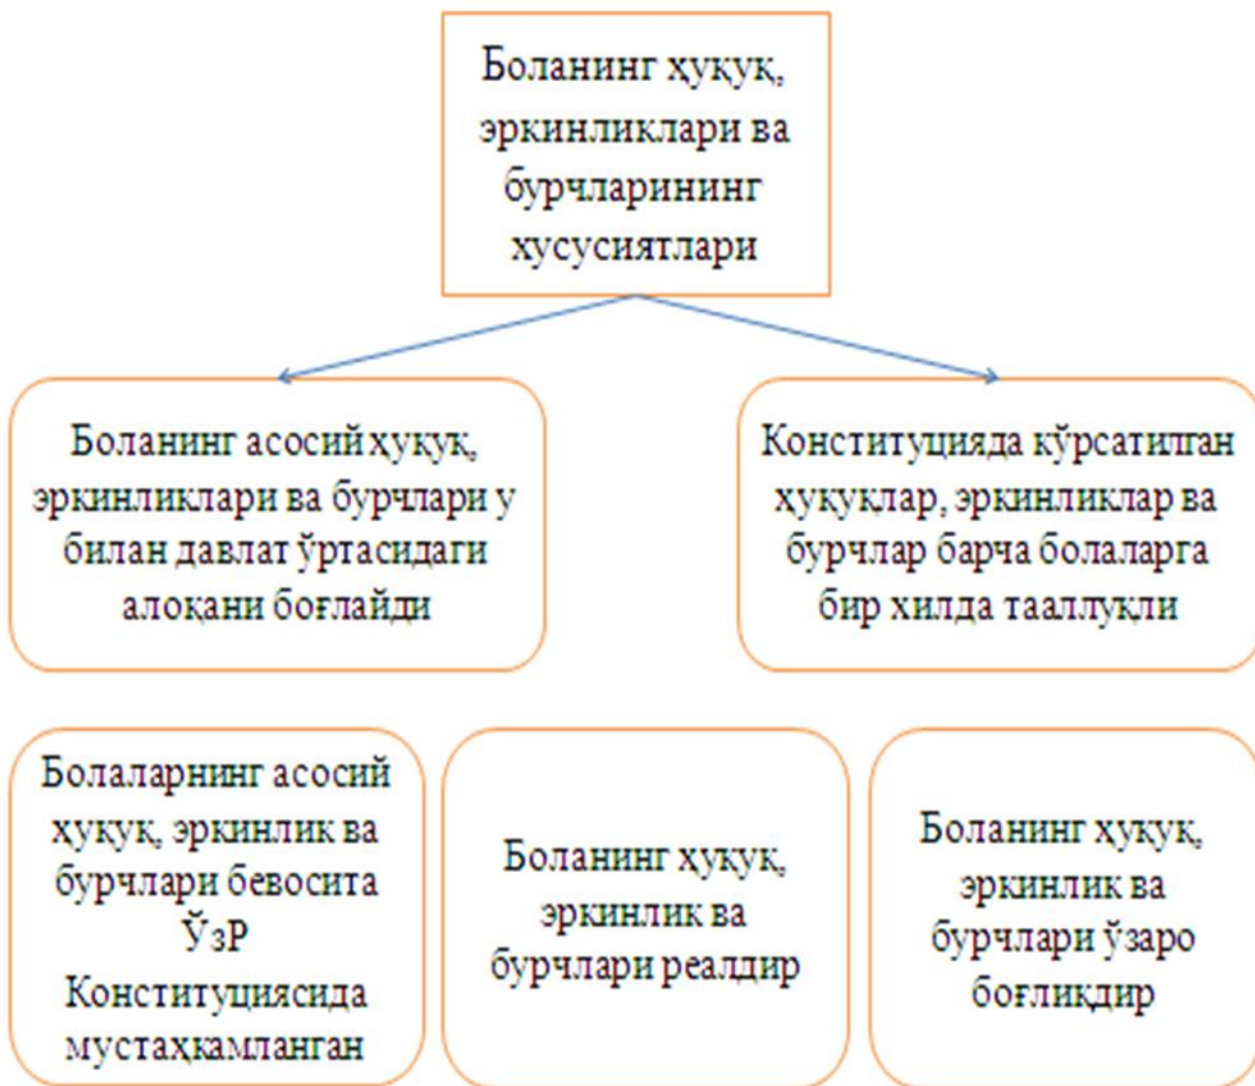 Боланинг ҳуқуқ,
эркинликлари ва
бурчларининг
хусусиятлари
Боланинг асосий ҳуқуқ,
эркинликлари ва бурчлари у
билан давлат ўртасидаги
алоқани боғлайди
Конституцияда кўрсатилган
ҳуқуқлар, эркинликлар ва
бурчлар барча болаларга
бир хилда тааллуқли
Болаларнинг асосий
ҳуқуқ, эркинлик ва
бурчлари бевосита
ЎзР
Конституциясида
мустаҳкамланган
Боланинг ҳуқуқ,
эркинлик ва
бурчлари реалдир
Боланинг ҳуқуқ,
эркинлик ва
бурчлари ўзаро
боғлиқдир